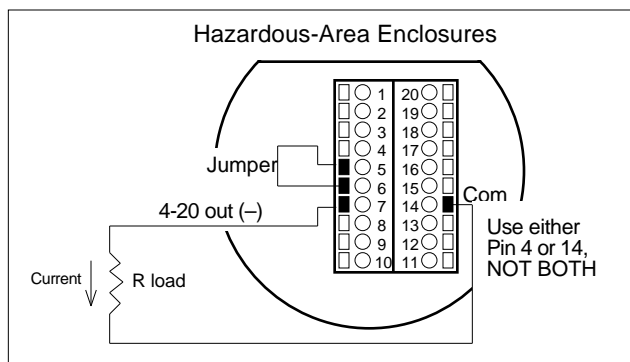 Hazardous-Area Enclosures
1 20
2 19
3 18
4 17
Jumper 5 16
6 15 Com
4-20 out (–) 7 14
8 13
9 12
10 11
Use either
Pin 4 or 14,
NOT BOTH
Current R load